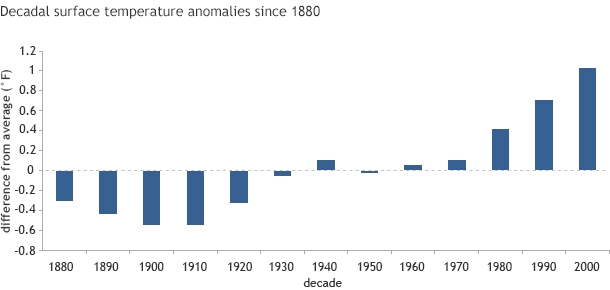 Decadal surface temperature anomalies since 1880
difference from average (°F)
1.2
1
0.8
0.6
0.4
0.2
0
-0.2
-0.4
-0.6
-0.8
1880 1890 1900 1910 1920 1930 1940 1950 1960 1970 1980 1990 2000
decade